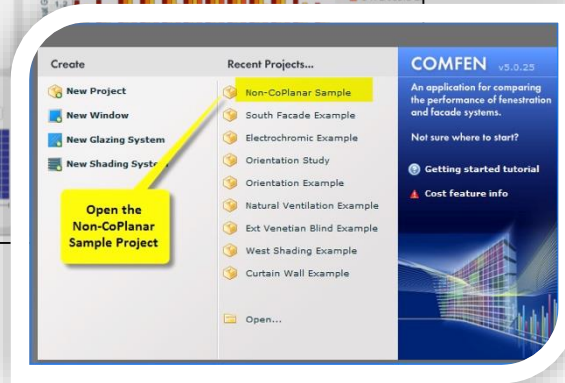 Create
New Project
New Window
New Glazing System
New Shading System
Open the
Non-CoPlanar
Sample Project
Recent Projects...
Non-CoPlanar Sample
South Facade Example
Electrochromic Example
Orientation Study
Orientation Example
Natural Ventilation Example
Ext Venetian Blind Example
West Shading Example
Curtain Wall Example
Open...
COMFEN v5.0.25
An application for comparing
the performance of fenestration
and facade systems.
Not sure where to start?
Getting started tutorial
Cost feature info